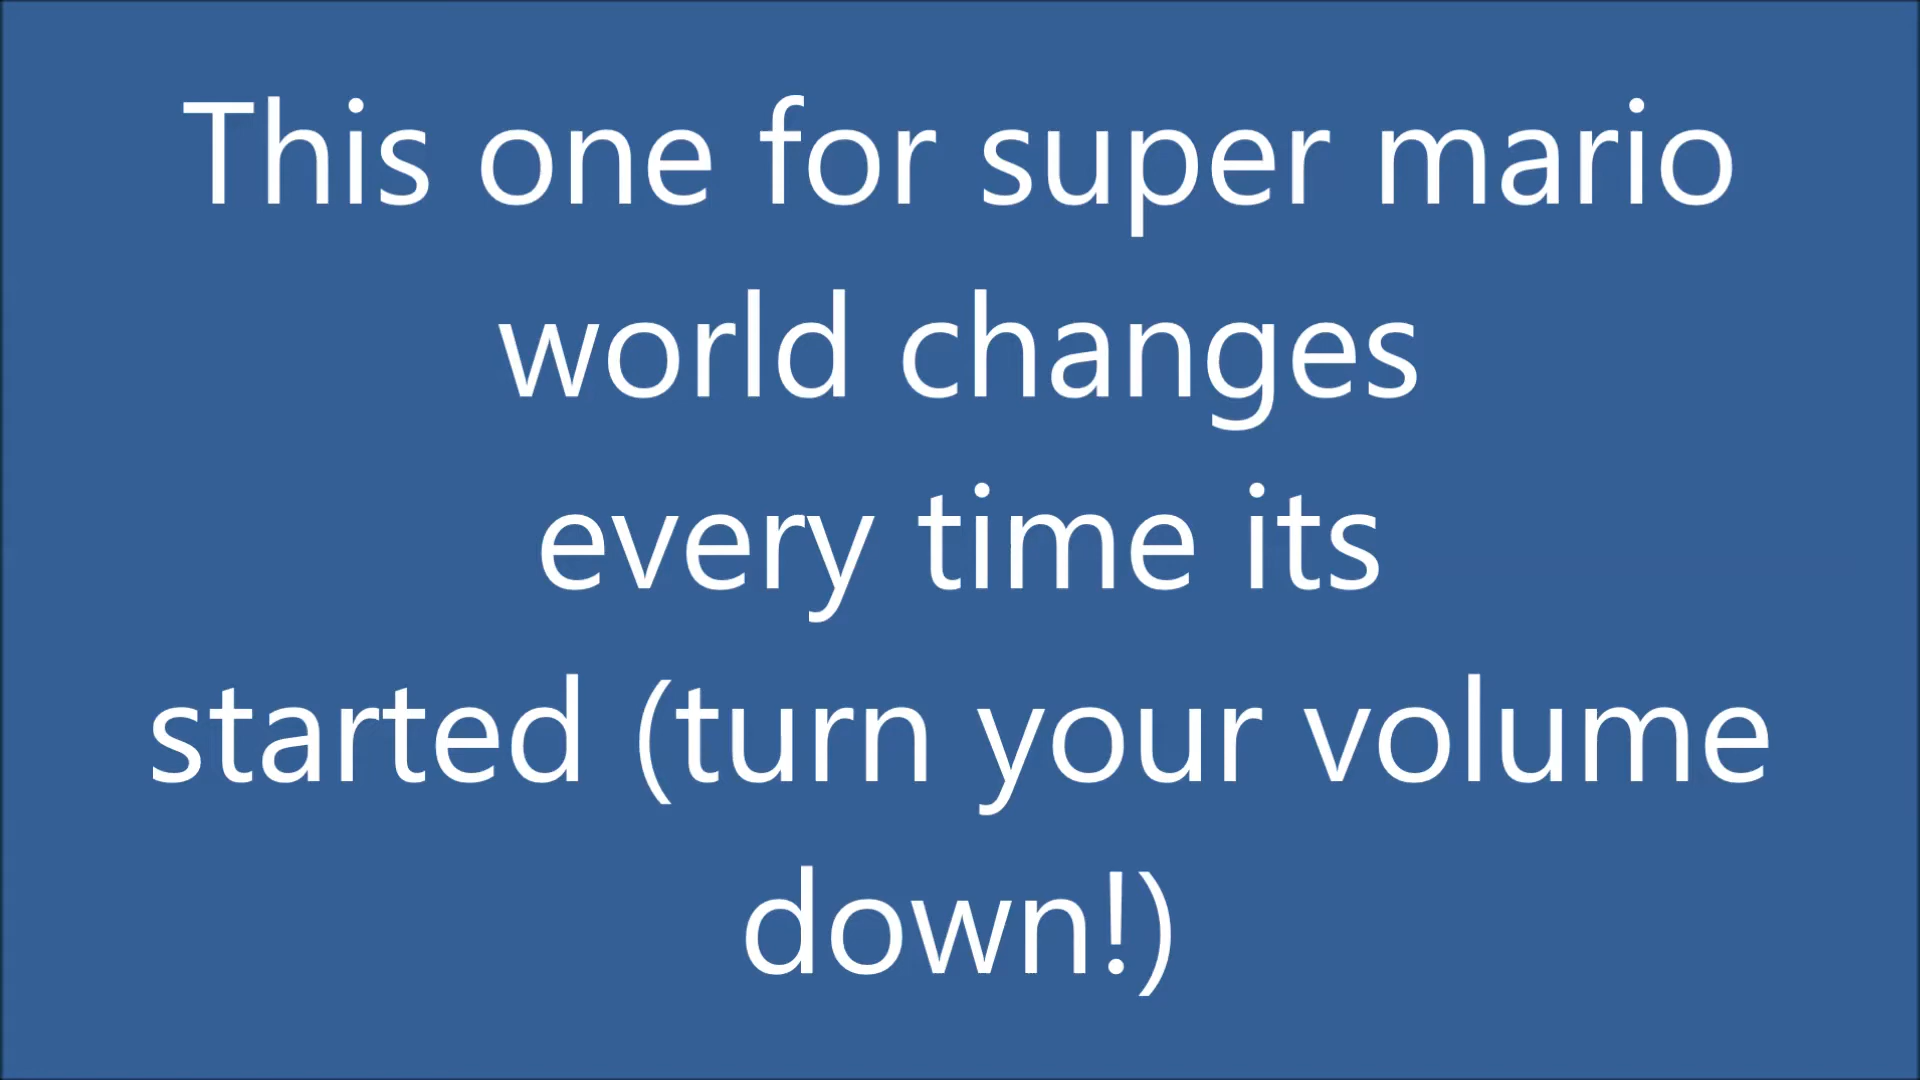 This one for super mario
world changes
every time its
started (turn your volume
down!)